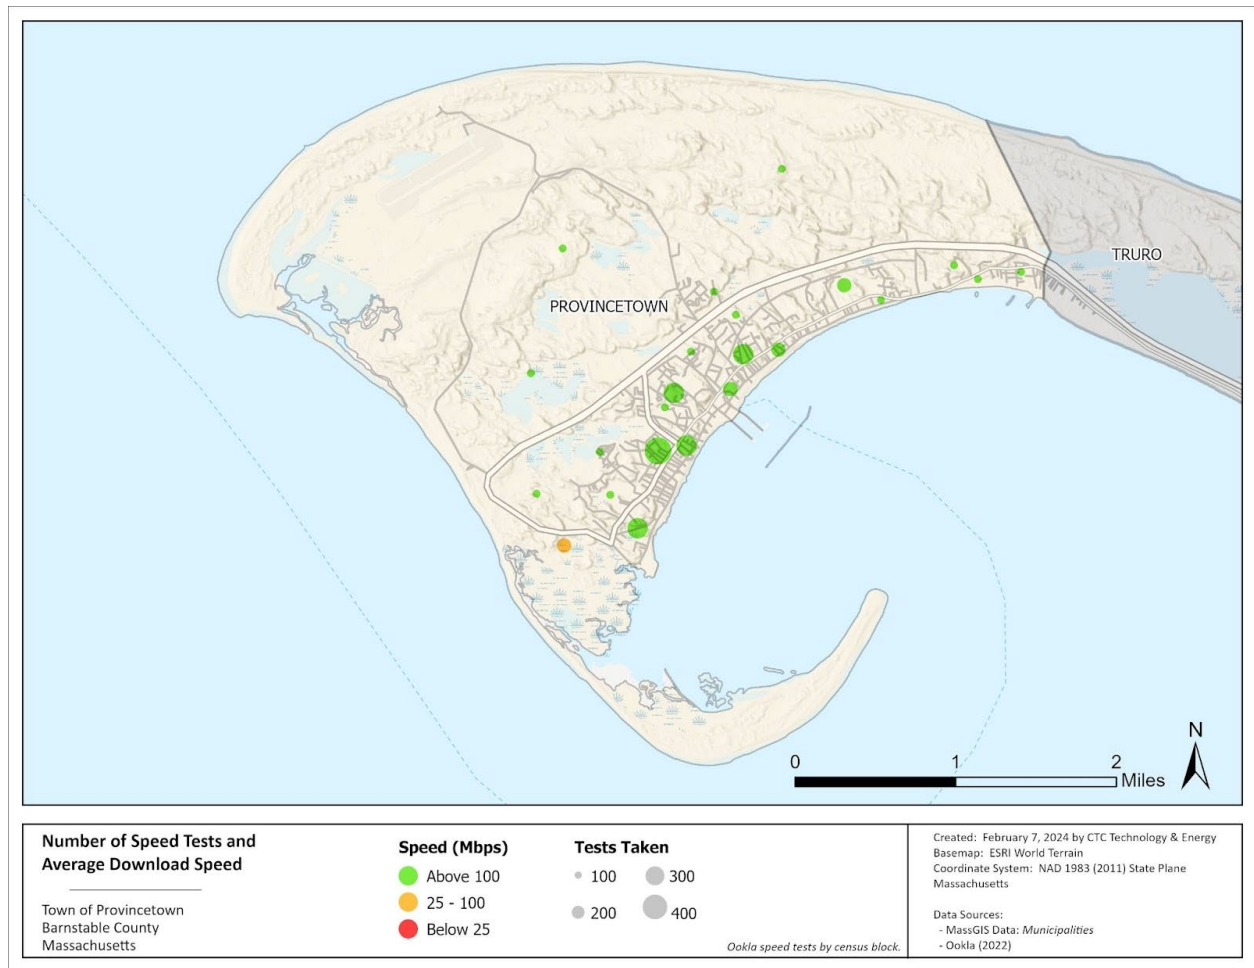 TRURO
PROVINCETOWN
N
0 1 2
Miles
Number of Speed Tests and
Average Download Speed
Town of Provincetown
Barnstable County
Massachusetts
Speed (Mbps)
Above 100
25 - 100
Below 25
Tests Taken
100
300
200
400
Ookla speed tests by census block.
Created: February 7, 2024 by CTC Technology & Energy
Basemap: ESRI World Terrain
Coordinate System: NAD 1983 (2011) State Plane
Massachusetts
Data Sources:
- MassGIS Data: Municipalities
- Ookla (2022)